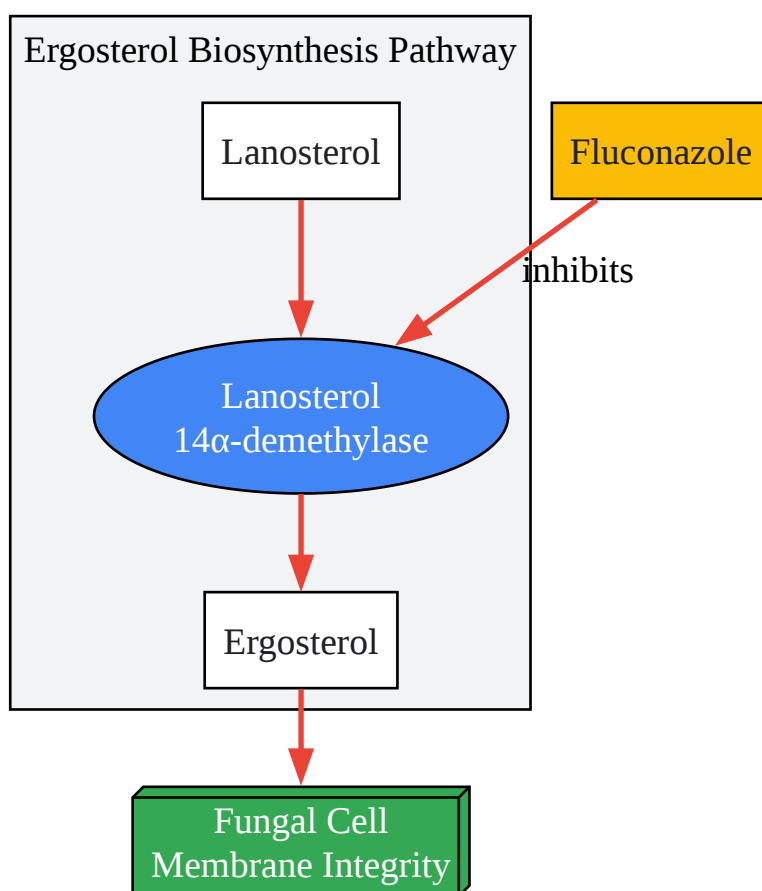 Ergosterol Biosynthesis Pathway
Lanosterol
Fluconazole
inhibits
Lanosterol
14α-demethylase
Ergosterol
Fungal Cell
Membrane Integrity